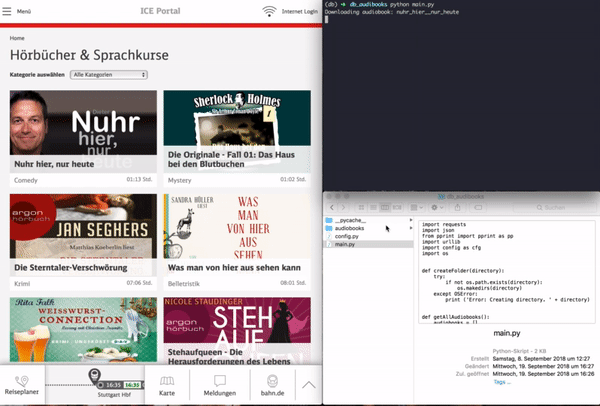 Menü
ICE Portal
Internet Login
Home
Hörbücher & Sprachkurse
Kategorie auswählen
Alle Kategorien
Nuhr
hier,
nur
heute
Nuhr hier, nur heute
Comedy
01:13 Std.
Sherlock Holmes
Die Originale - Fall 01: Das Haus
bei den Blutbuchen
Mystery
01:02 Std.
argon
hörbuch
JAN SEGHERS
Die Sterntaler-Verschwörung
Krimi
07:06 Std.
SANDRA HÜLLER
LIEST
WAS
MAN
VON
HIER
AUS
SEHEN
Was man von hier aus sehen kann
Belletristik
08:01 Std.
Rita Falk
WEISSWURST-
CONNECTION
argon
hörbuch
NICOLE STAUDINGER
STEH
AUF
Stehaufqueen - Die
Herausforderungen des Lebens
Reiseplaner
16:35
16:35
Stuttgart Hbf
Karte
Meldungen
bahn.de
(db) ➜ db_audibooks python main.py
Downloading audiobook: nuhr_hier__nur_heute
db_audibooks
Suchen
__pycache__
audiobooks
config.py
main.py
import requests
import json
from pprint import pprint as pp
import urllib
import config as cfg
import os
def createFolder(directory):
try:
if not os.path.exists(directory):
os.makedirs(directory)
except OSError:
print ('Error: Creating directory. ' + directory)
def getAllAudiobooks():
audiobooks = []
main.py
Python-Skript - 2 KB
Erstellt Samstag, 8. September 2018 um 12:27
Geändert Mittwoch, 19. September 2018 um 16:26
Zul. geöffnet Mittwoch, 19. September 2018 um 16:26
Tags ...